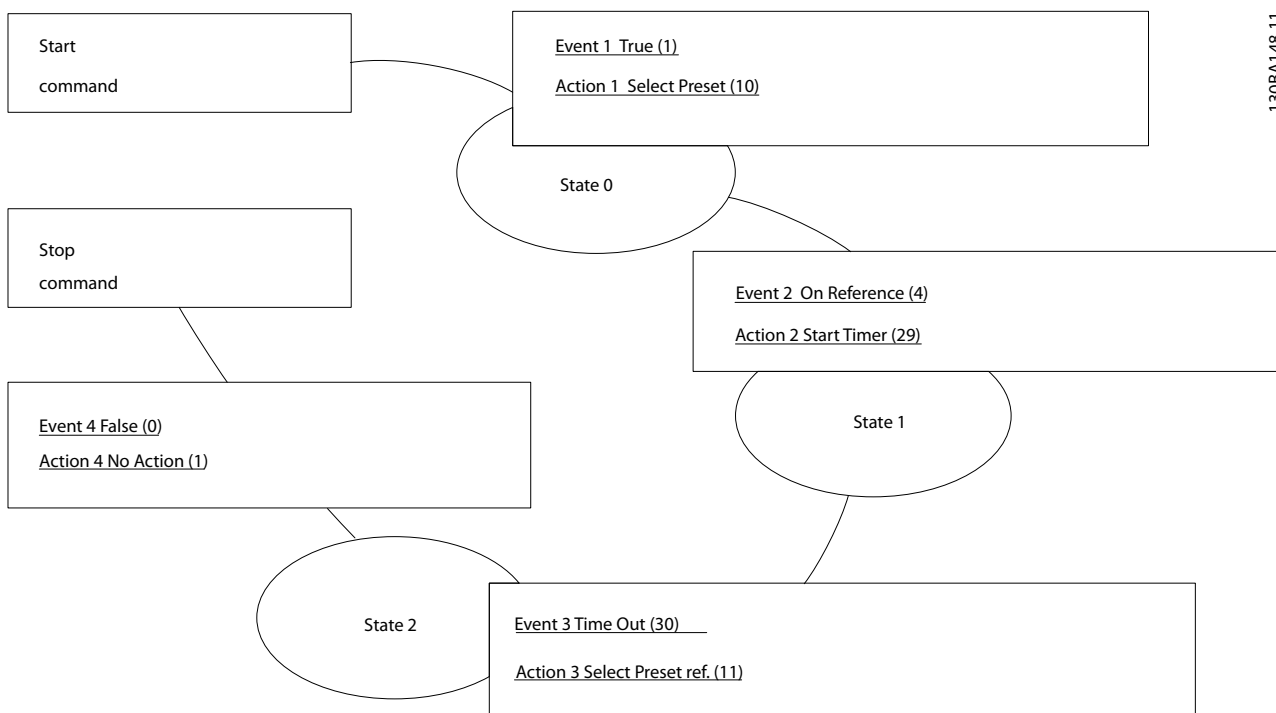 Start
command
Event 1 True (1)
Action 1 Select Preset (10)
State 0
Stop
command
Event 2 On Reference (4)
Action 2 Start Timer (29)
State 1
Event 4 False (0)
Action 4 No Action (1)
State 2
Event 3 Time Out (30)
Action 3 Select Preset ref. (11)
130BA148.11